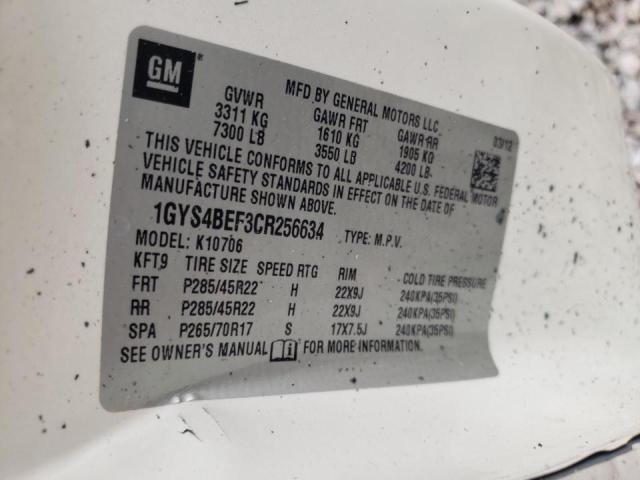 GM
MFD BY GENERAL MOTORS LLC
03/12
GVWR GAWR FRT GAWR RR
3311 KG 1610 KG 1905 KG
7300 LB 3550 LB 4200 LB
THIS VEHICLE CONFORMS TO ALL APPLICABLE U.S. FEDERAL MOTOR
VEHICLE SAFETY STANDARDS IN EFFECT ON THE DATE OF
MANUFACTURE SHOWN ABOVE.
1GYS4BEF3CR256634 TYPE: M.P.V.
MODEL: K10706
KFT9 TIRE SIZE SPEED RTG RIM COLD TIRE PRESSURE
FRT P285/45R22 H 22X9J 240KPA(35PSI)
RR P285/45R22 H 22X9J 240KPA(35PSI)
SPA P265/70R17 S 17X7.5J 240KPA(35PSI)
SEE OWNER'S MANUAL FOR MORE INFORMATION.